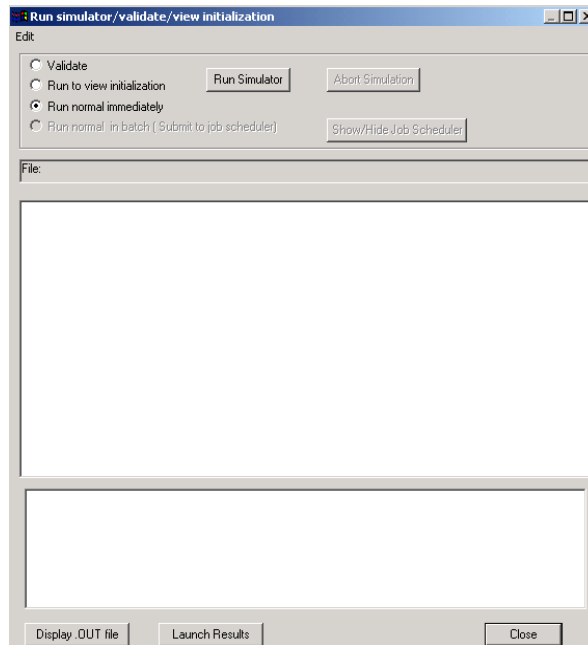 Run simulator/validate/view initialization
Edit
Validate
Run to view initialization
Run Simulator
Abort Simulation
Run normal immediately
Run normal in batch ( Submit to job scheduler)
Show/Hide Job Scheduler
File:
Display .OUT file
Launch Results
Close